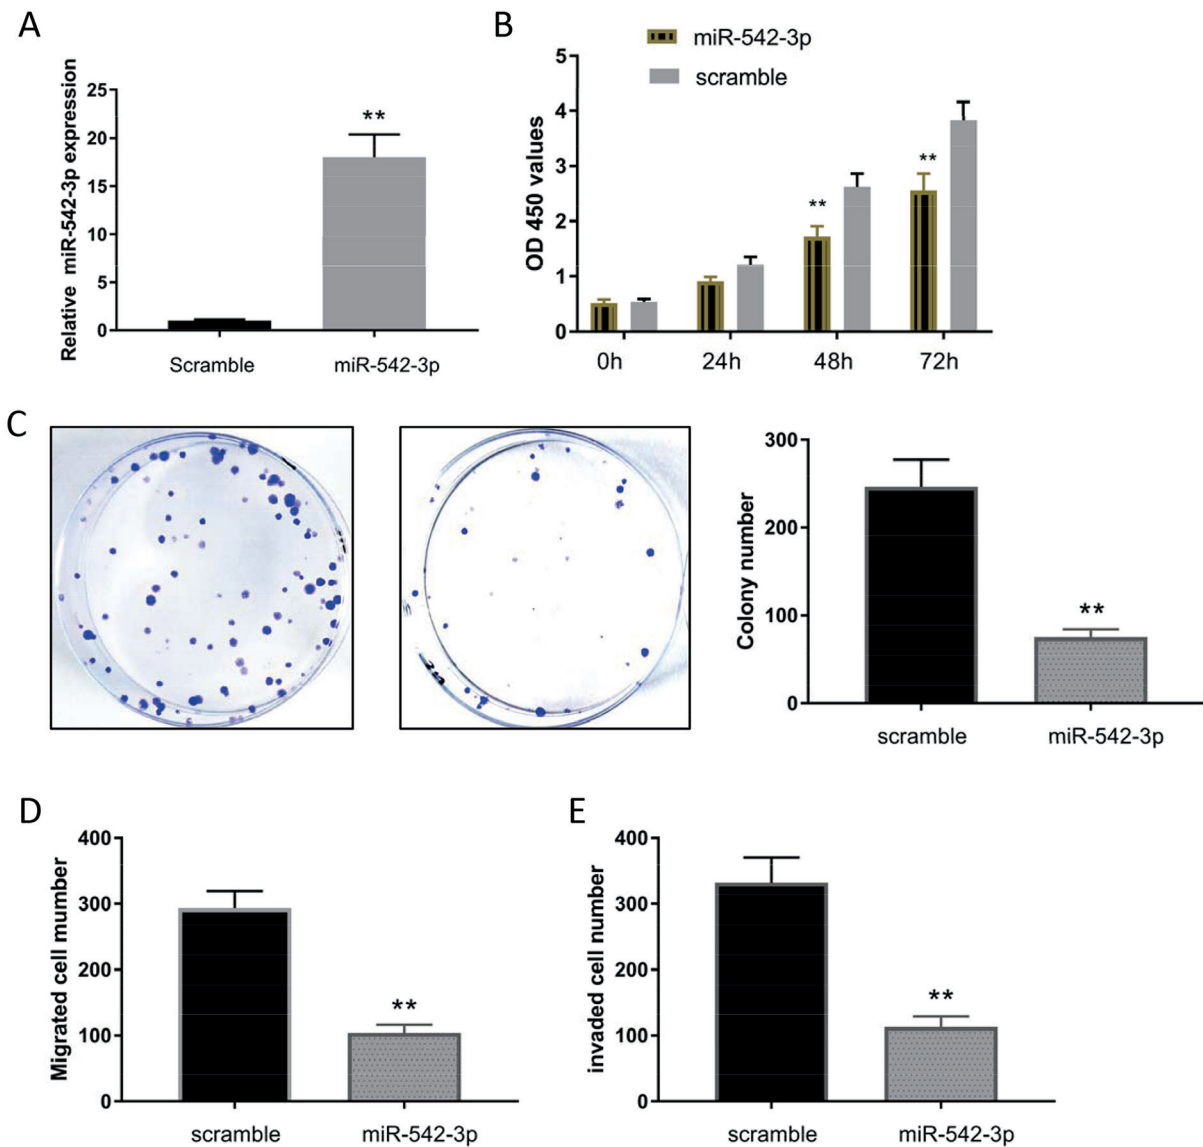 A
Relative miR-542-3p expression
25
20
15
10
5
0
**
Scramble
miR-542-3p
B
miR-542-3p
scramble
OD 450 values
5
4
3
2
1
0
**
**
0h
24h
48h
72h
C
Colony number
300
200
100
0
**
scramble
miR-542-3p
D
Migrated cell mumber
400
300
200
100
0
**
scramble
miR-542-3p
E
invaded cell number
400
300
200
100
0
**
scramble
miR-542-3p